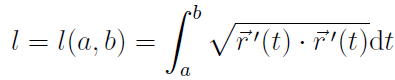 l = l(a, b) = ∫_a^b √(r⃗ ′(t) · r⃗ ′(t)) dt